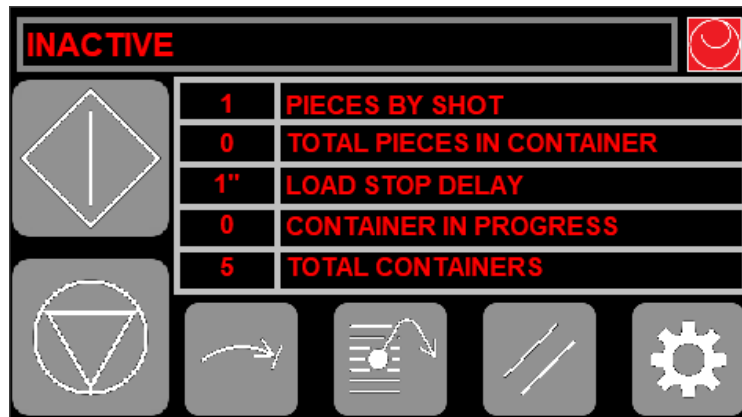 INACTIVE
1 PIECES BY SHOT
0 TOTAL PIECES IN CONTAINER
1" LOAD STOP DELAY
0 CONTAINER IN PROGRESS
5 TOTAL CONTAINERS